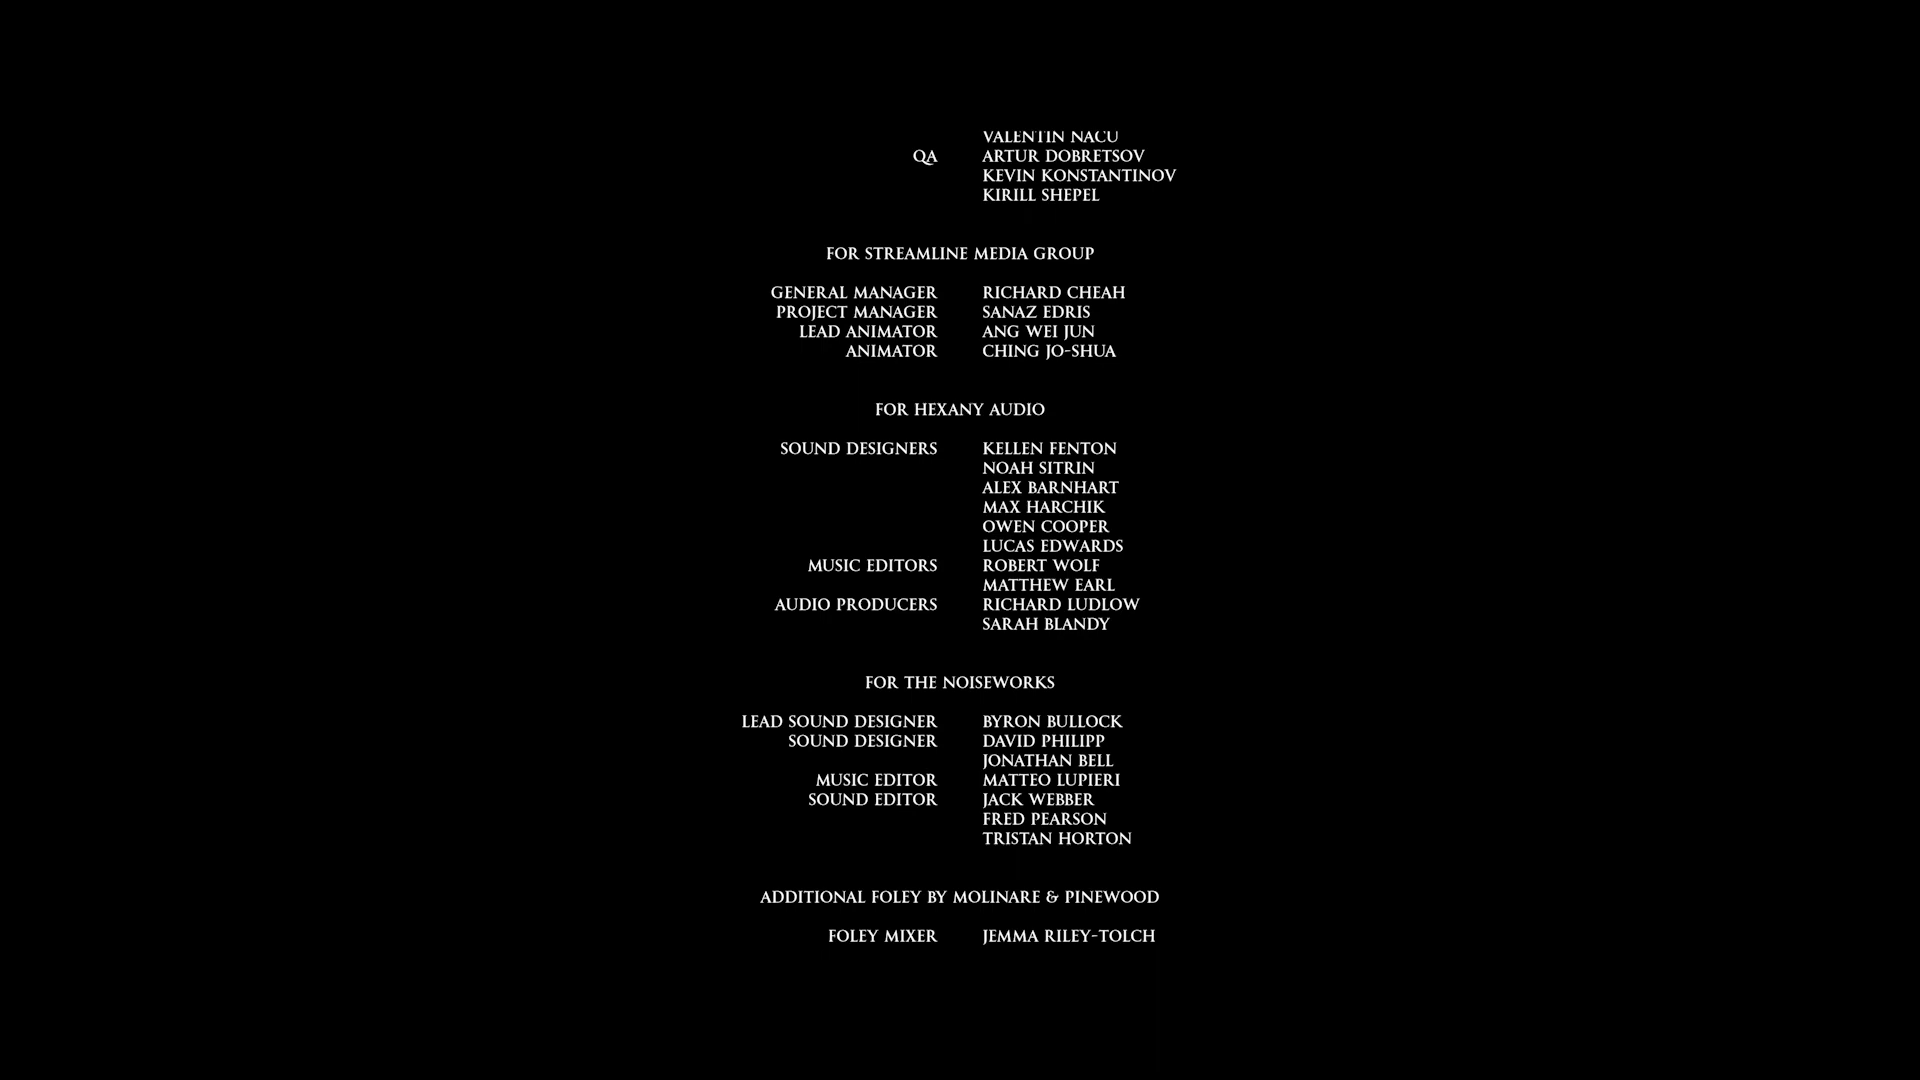 VALENTIN NACU
QA ARTUR DOBRETSOV
KEVIN KONSTANTINOV
KIRILL SHEPEL
FOR STREAMLINE MEDIA GROUP
GENERAL MANAGER RICHARD CHEAH
PROJECT MANAGER SANAZ EDRIS
LEAD ANIMATOR ANG WEI JUN
ANIMATOR CHING JO-SHUA
FOR HEXANY AUDIO
SOUND DESIGNERS KELLEN FENTON
NOAH SITRIN
ALEX BARNHART
MAX HARCHIK
OWEN COOPER
LUCAS EDWARDS
MUSIC EDITORS ROBERT WOLF
MATTHEW EARL
AUDIO PRODUCERS RICHARD LUDLOW
SARAH BLANDY
FOR THE NOISEWORKS
LEAD SOUND DESIGNER BYRON BULLOCK
SOUND DESIGNER DAVID PHILIPP
JONATHAN BELL
MUSIC EDITOR MATTEO LUPIERI
SOUND EDITOR JACK WEBBER
FRED PEARSON
TRISTAN HORTON
ADDITIONAL FOLEY BY MOLINARE & PINEWOOD
FOLEY MIXER JEMMA RILEY-TOLCH